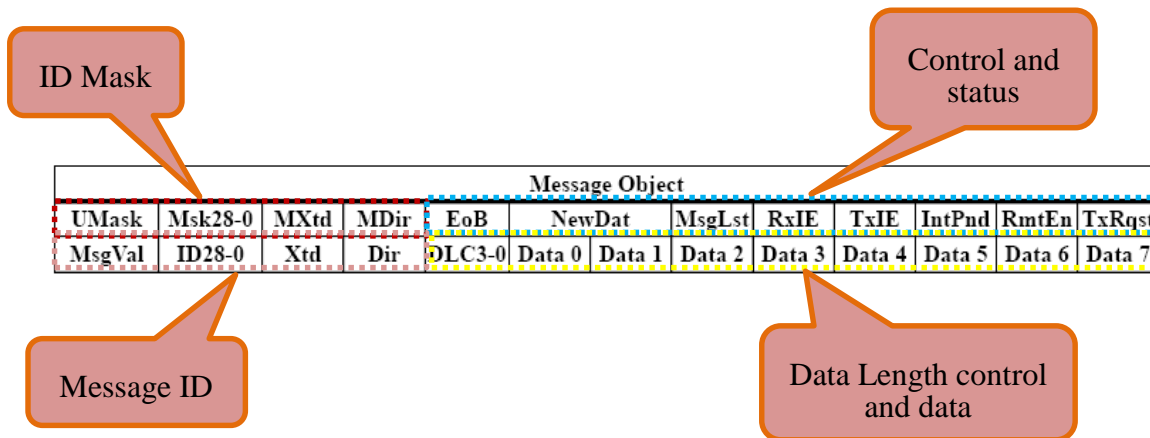 ID Mask
Control and
status
Message Object
UMask Msk28-0 MXtd MDir EoB NewDat MsgLst RxIE TxIE IntPnd RmtEn TxRqst
MsgVal ID28-0 Xtd Dir DLC3-0 Data 0 Data 1 Data 2 Data 3 Data 4 Data 5 Data 6 Data 7
Message ID
Data Length control
and data